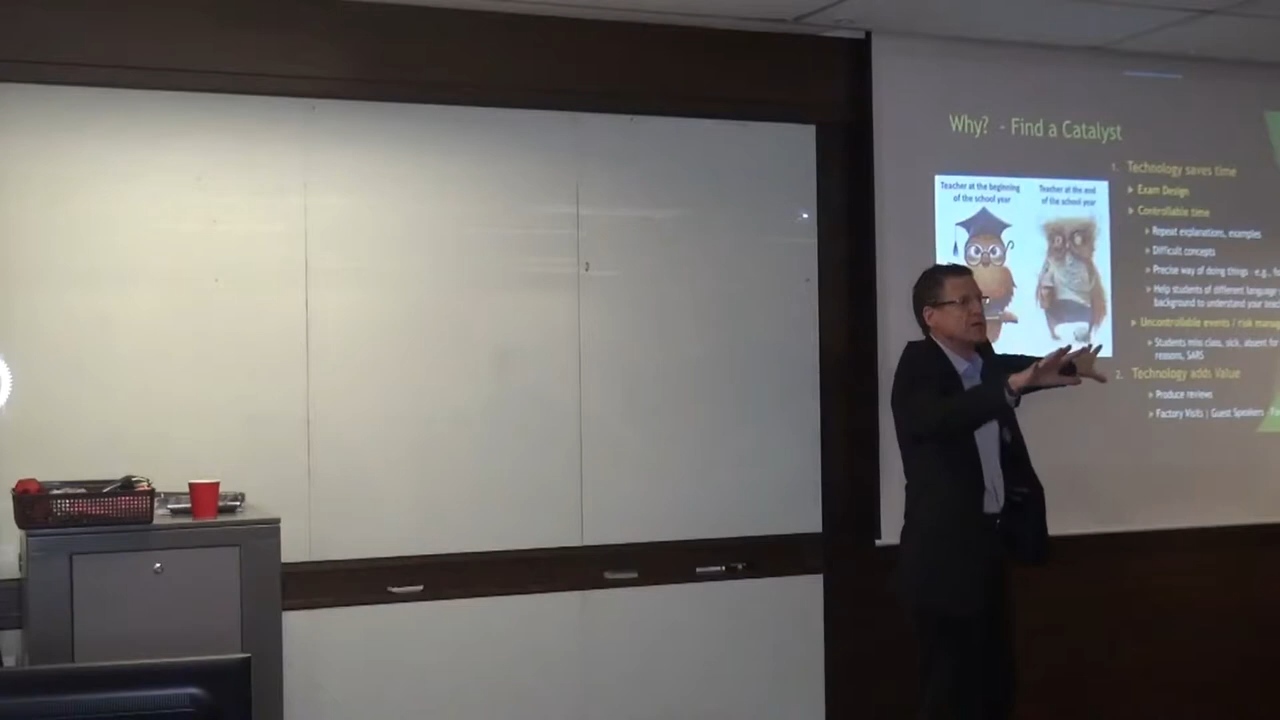 Why? - Find a Catalyst
Teacher at the beginning
of the school year
Teacher at the end
of the school year
1. Technology saves time
Exam Design
Controllable time
Repeat explanations, examples
Difficult concepts
Precise way of doing things - e.g.,
Help students of different language
background to understand your
Uncontrollable events / risk
Students miss class, sick, absent for
reasons, SARS
2. Technology adds Value
Produce reviews
Factory Visits | Guest Speakers -